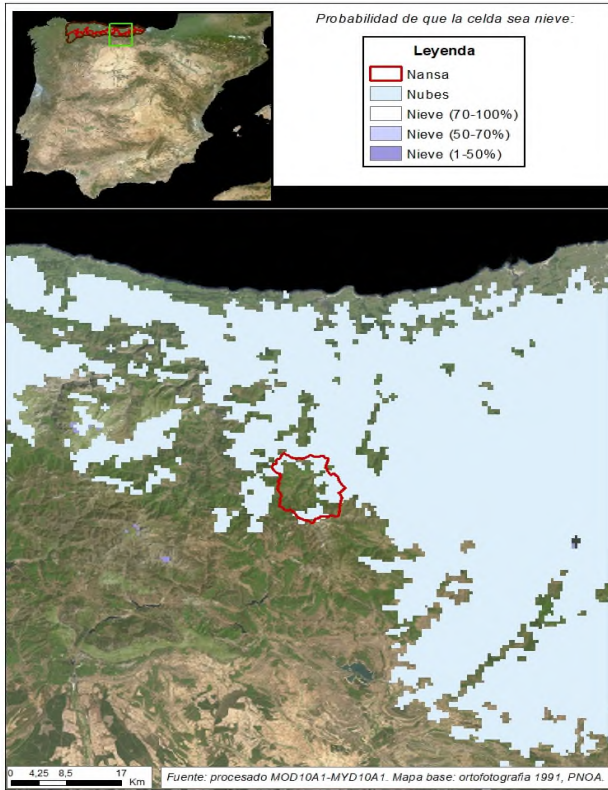 Probabilidad de que la celda sea nieve:
Leyenda
Nansa
Nubes
Nieve (70-100%)
Nieve (50-70%)
Nieve (1-50%)
0 4,25 8,5 17
Km
Fuente: procesado MOD10A1-MYD10A1. Mapa base: ortofotografia 1991, PNOA.